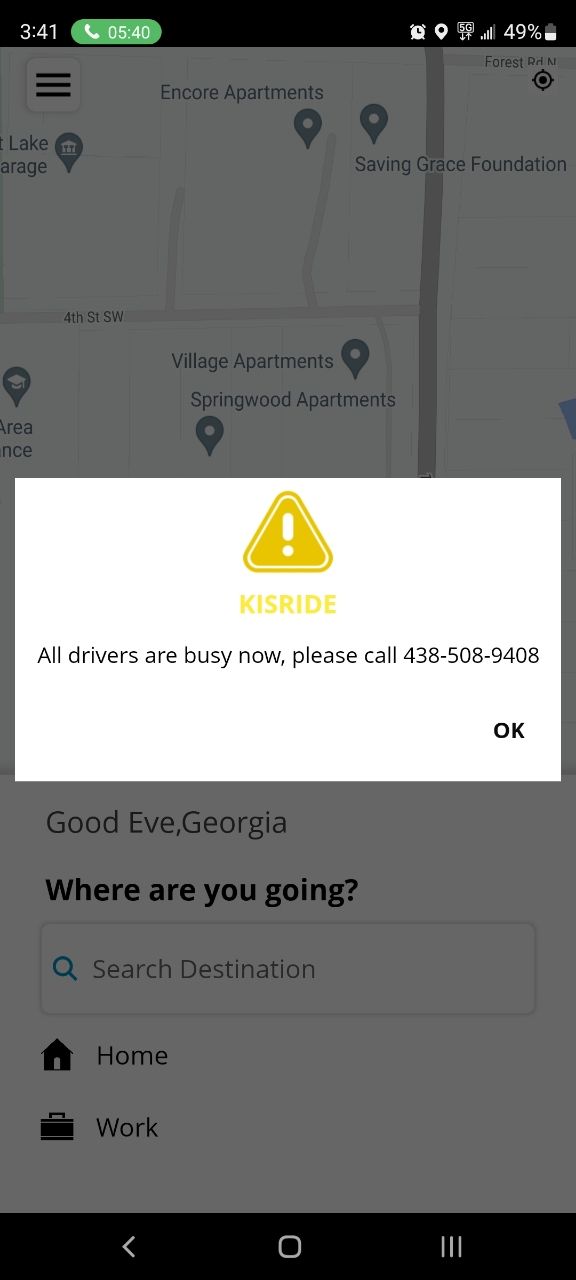 3:41 05:40 5G 49%
Forest Rd N
Encore Apartments
t Lake
arage
Saving Grace Foundation
4th St SW
Village Apartments
Springwood Apartments
Area
nce
KISRIDE
All drivers are busy now, please call 438-508-9408
OK
Good Eve,Georgia
Where are you going?
Search Destination
Home
Work